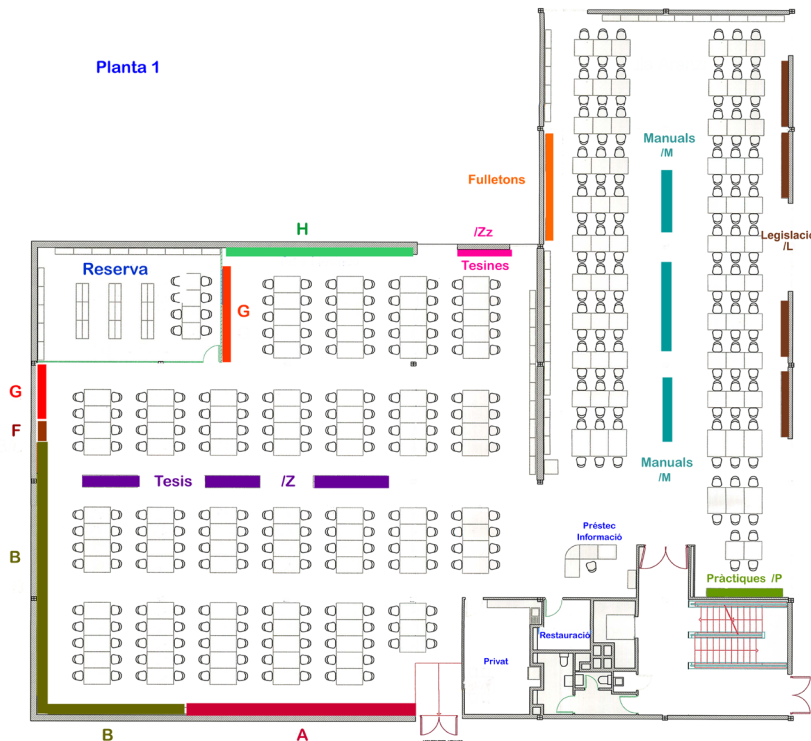 Planta 1
Manuals
/M
Fulletons
H
/Zz
Legislació
/L
Tesines
Reserva
G
G
F
Tesis /Z
Manuals
/M
Préstec
Informació
B
Pràctiques /P
Restauració
Privat
B
A